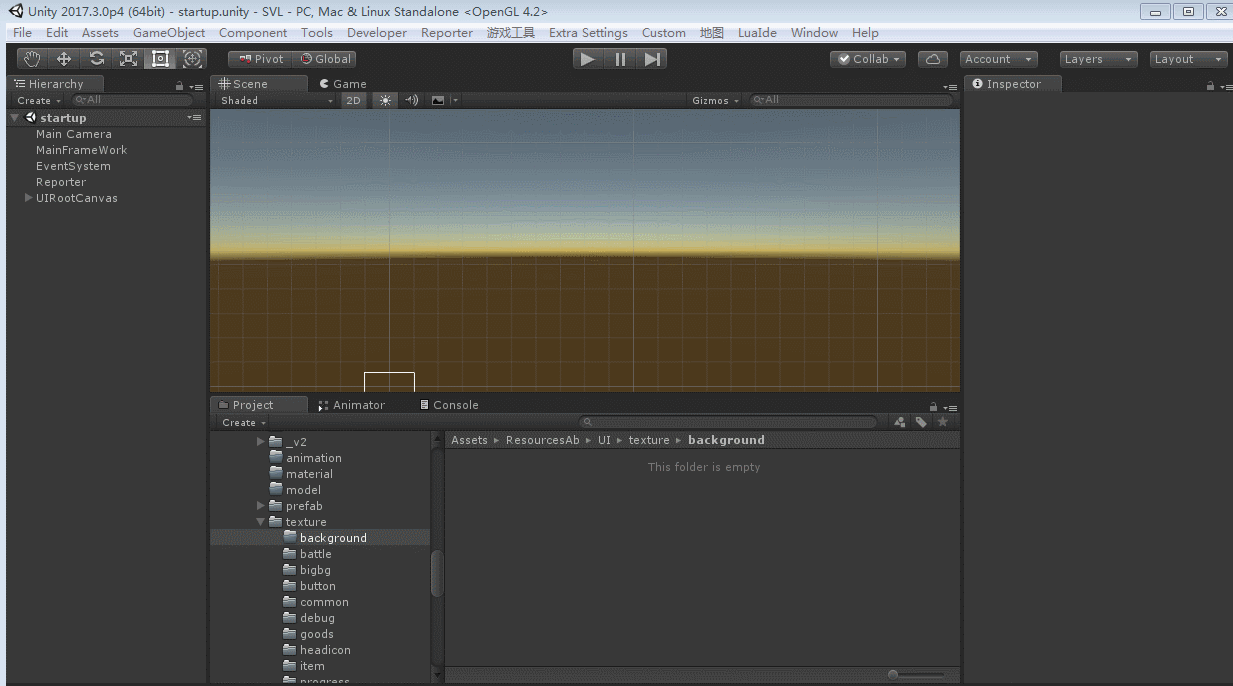 Unity 2017.3.0p4 (64bit) - startup.unity - SVL - PC, Mac & Linux Standalone <OpenGL 4.2>
File Edit Assets GameObject Component Tools Developer Reporter 游戏工具 Extra Settings Custom 地图 LuaIde Window Help
Pivot Global Collab Account Layers Layout
Hierarchy
Create All
startup
Main Camera
MainFrameWork
EventSystem
Reporter
UIRootCanvas
Scene Game
Shaded 2D Gizmos All
Inspector
Project Animator Console
Create
_v2
animation
material
model
prefab
texture
background
battle
bigbg
button
common
debug
goods
headicon
item
progress
Assets ResourcesAb UI texture background
This folder is empty